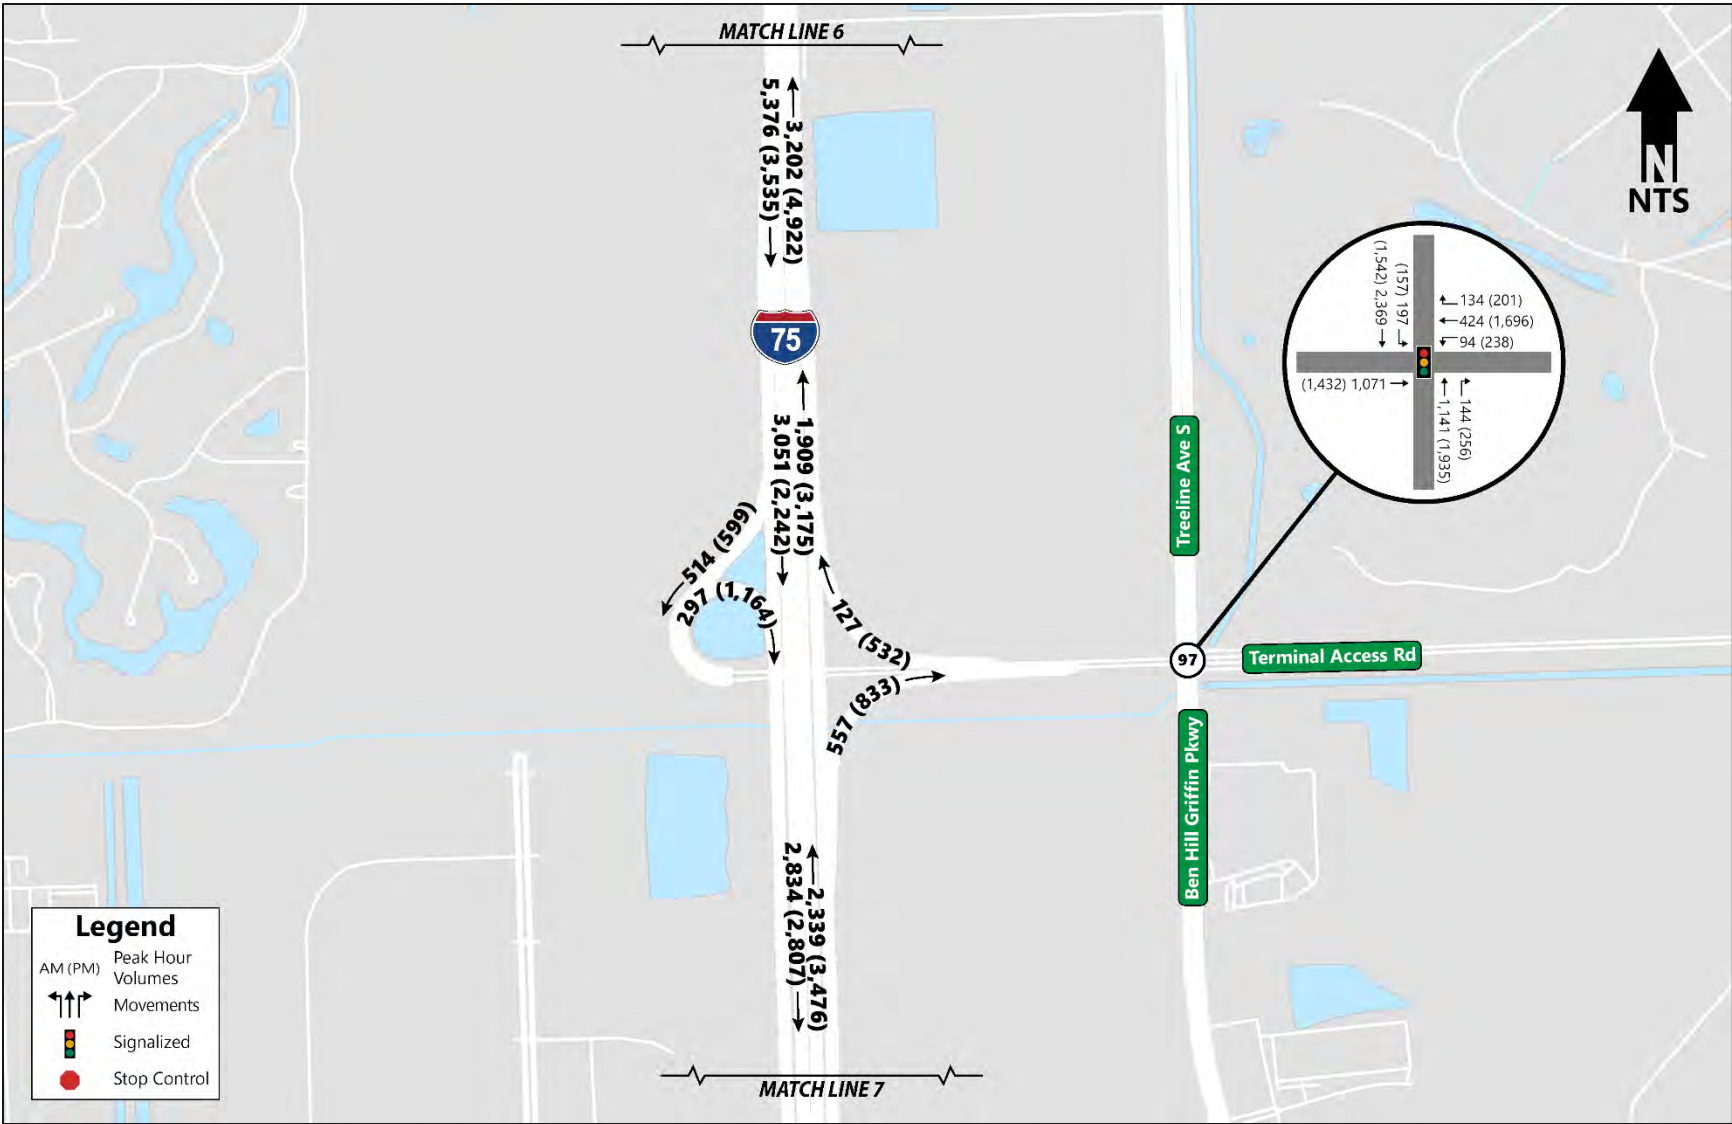 MATCH LINE 6
5,376 (3,535)
3,202 (4,922)
N
NTS
75
(1,542) 2,369
(157) 197
134 (201)
424 (1,696)
94 (238)
(1,432) 1,071
1,141 (1,935)
144 (256)
1,909 (3,175)
3,051 (2,242)
514 (599)
297 (1,164)
127 (532)
557 (833)
Treeline Ave S
97
Terminal Access Rd
Ben Hill Griffin Pkwy
2,834 (2,807)
2,339 (3,476)
MATCH LINE 7
Legend
AM (PM) Peak Hour
Volumes
Movements
Signalized
Stop Control